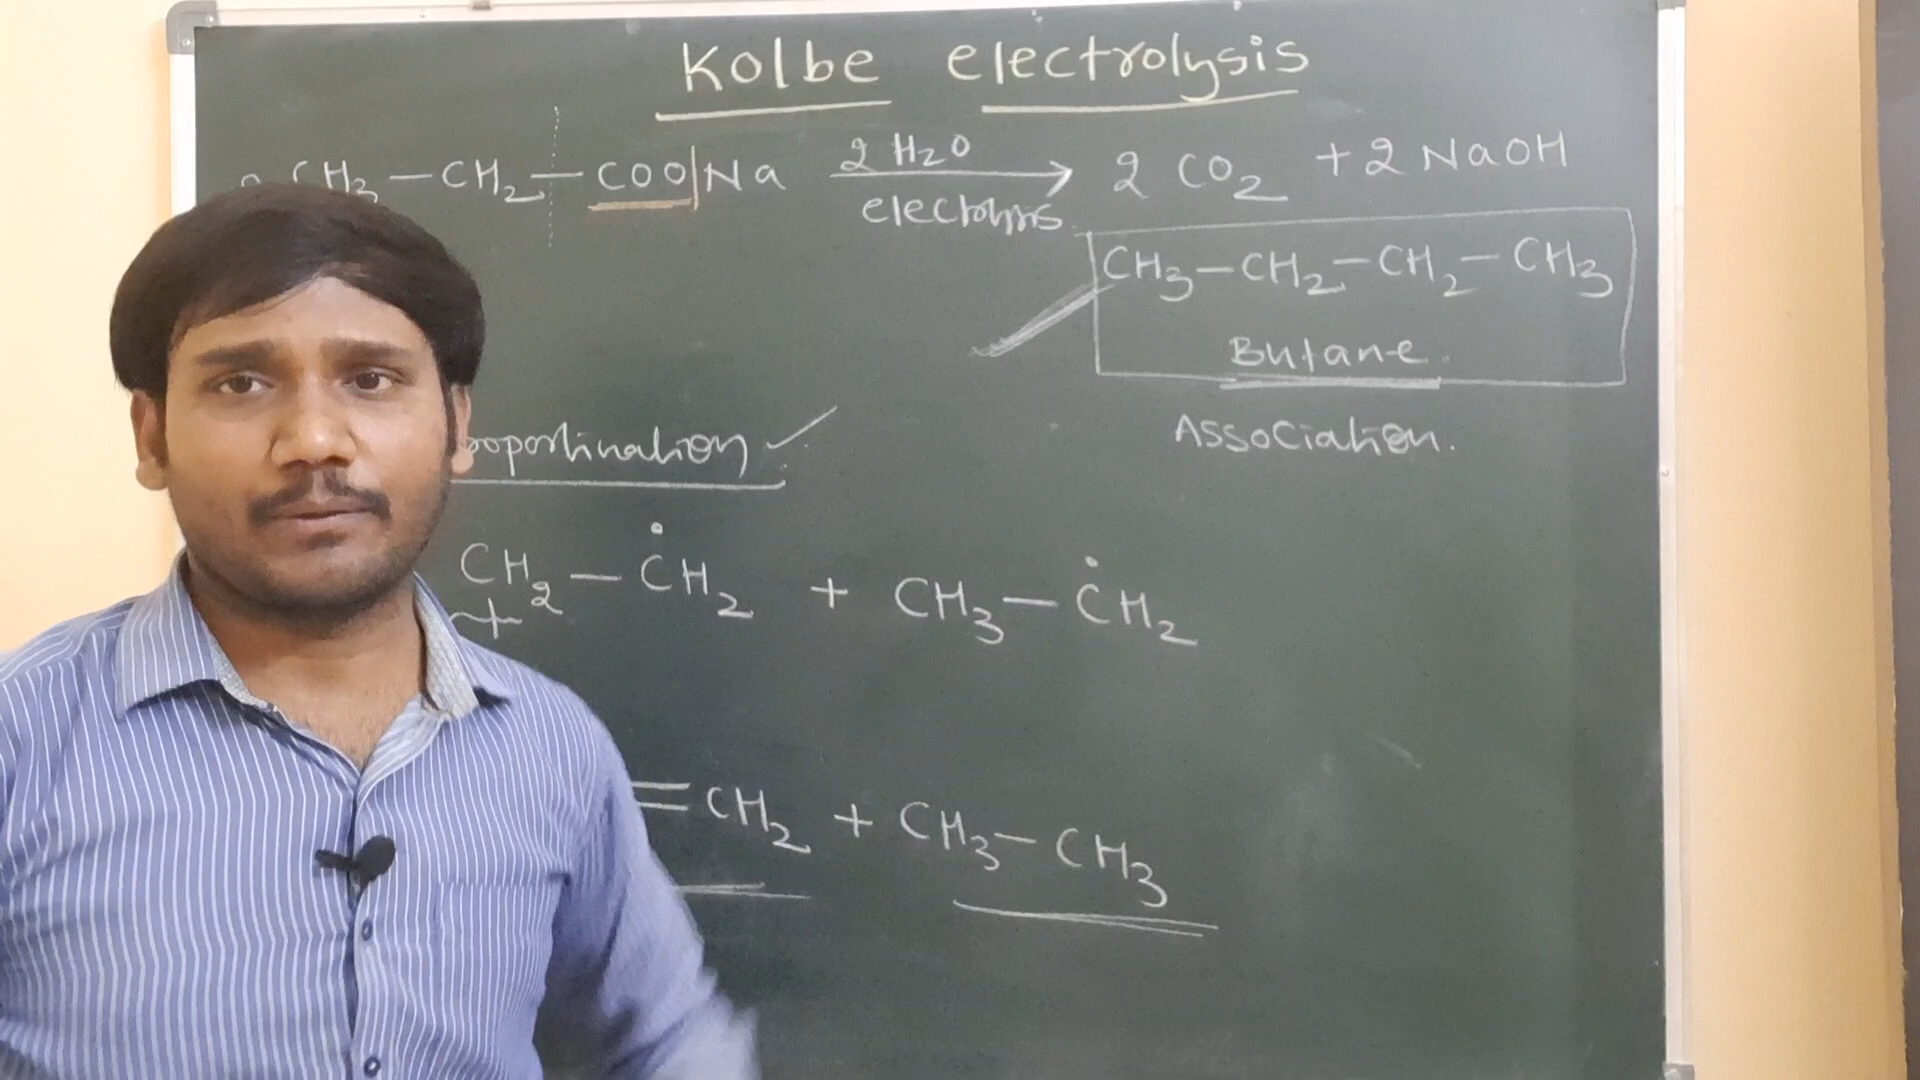 Kolbe electrolysis
CH3 — CH2 — COO|Na 2 H2O → 2 CO2 + 2 NaOH
CH3 — CH2 — CH2 — CH3
Butane
Association.
CH2 — ĊH2 + CH3 — ĊH2
= CH2 + CH3 — CH3